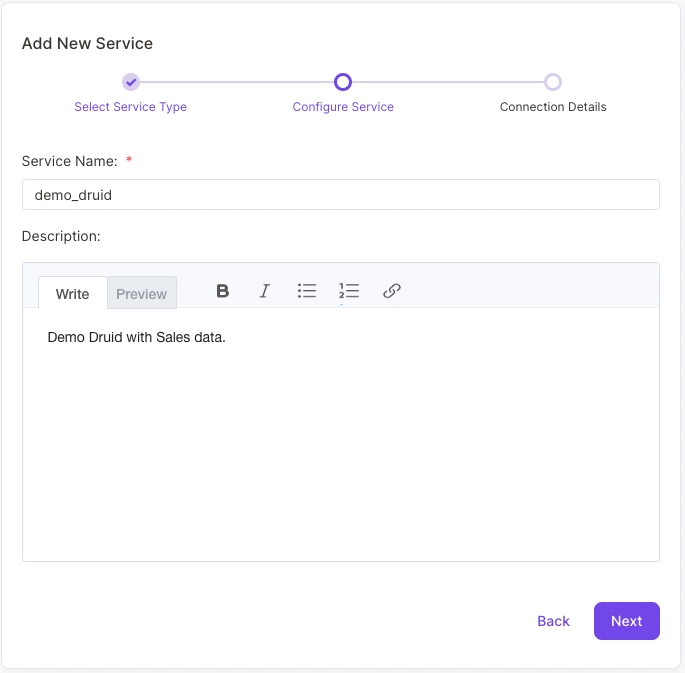 Add New Service
Select Service Type
Configure Service
Connection Details
Service Name: *
demo_druid
Description:
Write
Preview
B
I
Demo Druid with Sales data.
Back
Next